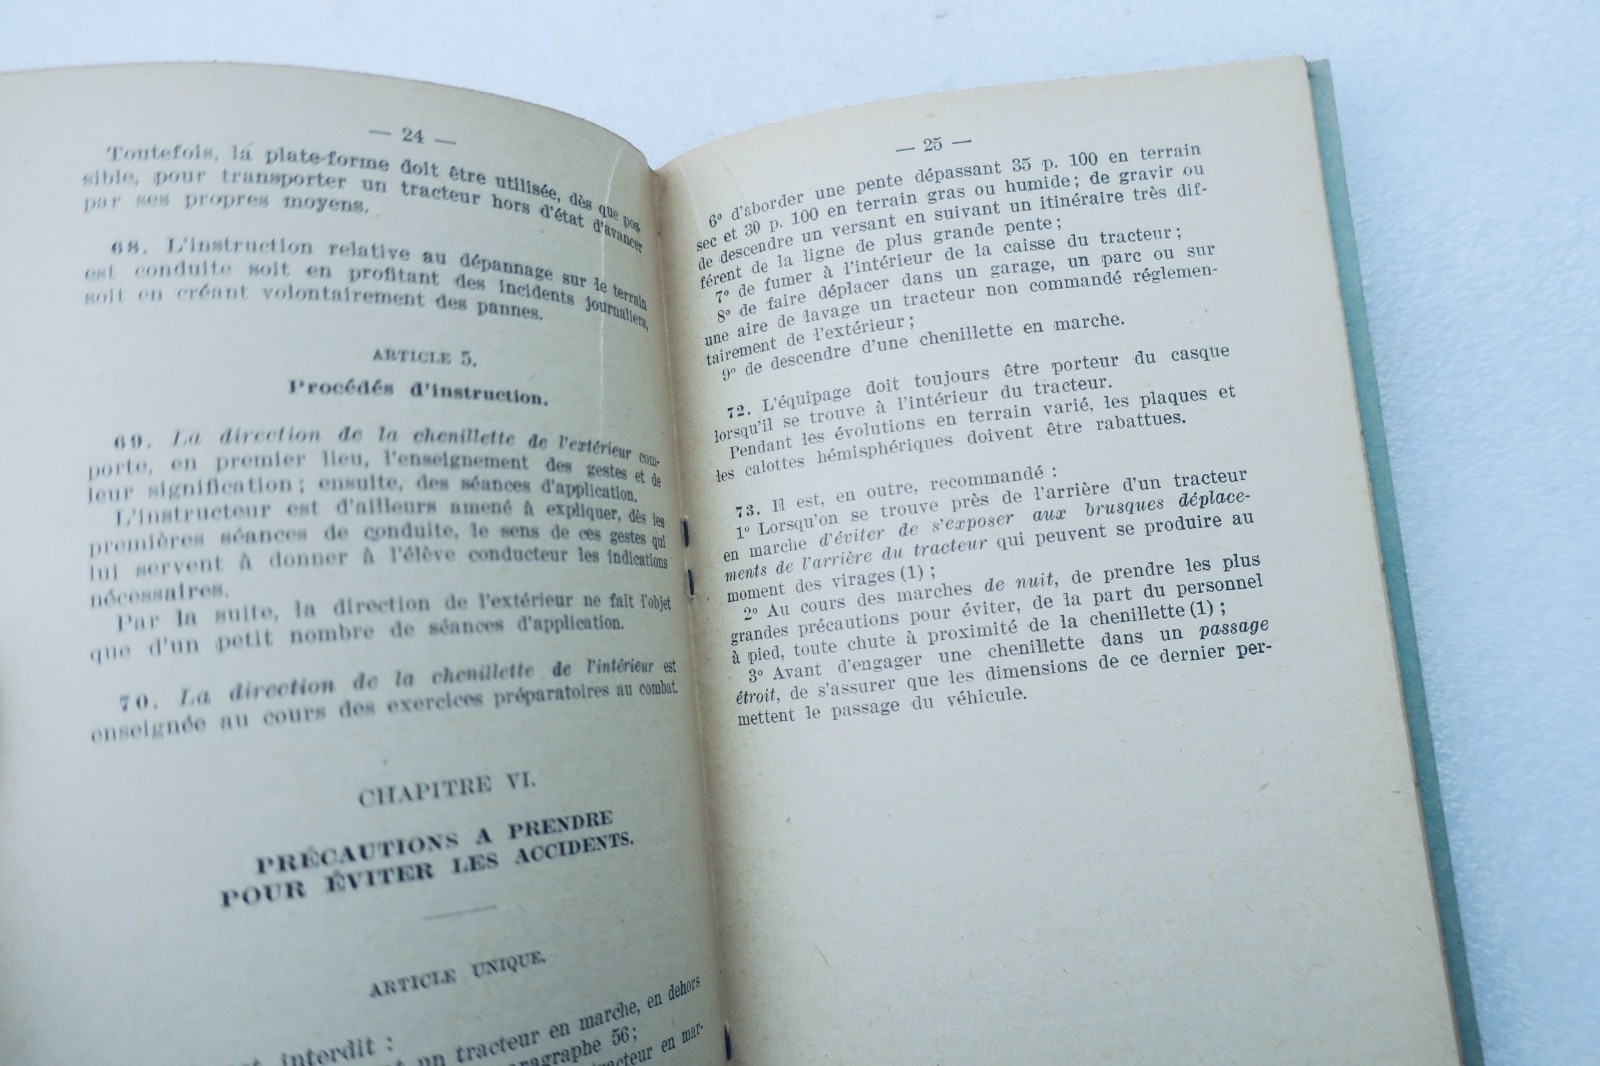 — 24 —
Toutefois, la plate-forme doit être utilisée, dès que pos-
sible, pour transporter un tracteur hors d'état d'avancer
par ses propres moyens.
68. L'instruction relative au dépannage sur le terrain
est conduite soit en profitant des incidents journaliers,
soit en créant volontairement des pannes.
ARTICLE 5.
Procédés d'instruction.
69. La direction de la chenillette de l'extérieur com-
porte, en premier lieu, l'enseignement des gestes et de
leur signification ; ensuite, des séances d'application.
L'instructeur est d'ailleurs amené à expliquer, dès les
premières séances de conduite, le sens de ces gestes qui
lui servent à donner à l'élève conducteur les indications
nécessaires.
Par la suite, la direction de l'extérieur ne fait l'objet
que d'un petit nombre de séances d'application.
70. La direction de la chenillette de l'intérieur est
enseignée au cours des exercices préparatoires au combat.
CHAPITRE VI.
PRÉCAUTIONS A PRENDRE
POUR ÉVITER LES ACCIDENTS.
ARTICLE UNIQUE.
interdit :
un tracteur en marche, en dehors
paragraphe 56 ;
tracteur en mar-
— 25 —
6° d'aborder une pente dépassant 35 p. 100 en terrain
sec et 30 p. 100 en terrain gras ou humide ; de gravir ou
de descendre un versant en suivant un itinéraire très dif-
férent de la ligne de plus grande pente ;
7° de fumer à l'intérieur de la caisse du tracteur ;
8° de faire déplacer dans un garage, un parc ou sur
une aire de lavage un tracteur non commandé réglemen-
tairement de l'extérieur ;
9° de descendre d'une chenillette en marche.
72. L'équipage doit toujours être porteur du casque
lorsqu'il se trouve à l'intérieur du tracteur.
Pendant les évolutions en terrain varié, les plaques et
les calottes hémisphériques doivent être rabattues.
73. Il est, en outre, recommandé :
1° Lorsqu'on se trouve près de l'arrière d'un tracteur
en marche d'éviter de s'exposer aux brusques déplace-
ments de l'arrière du tracteur qui peuvent se produire au
moment des virages (1) ;
2° Au cours des marches de nuit, de prendre les plus
grandes précautions pour éviter, de la part du personnel
à pied, toute chute à proximité de la chenillette (1) ;
3° Avant d'engager une chenillette dans un passage
étroit, de s'assurer que les dimensions de ce dernier per-
mettent le passage du véhicule.